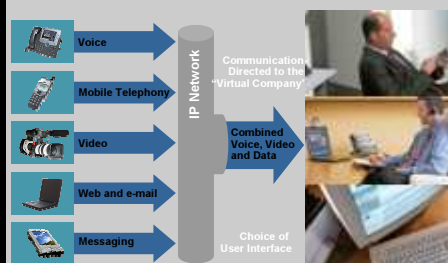 Voice
Mobile Telephony
Video
Web and e-mail
Messaging
IP Network
Communication
Directed to the
“Virtual Company”
Combined
Voice, Video
and Data
Choice of
User Interface